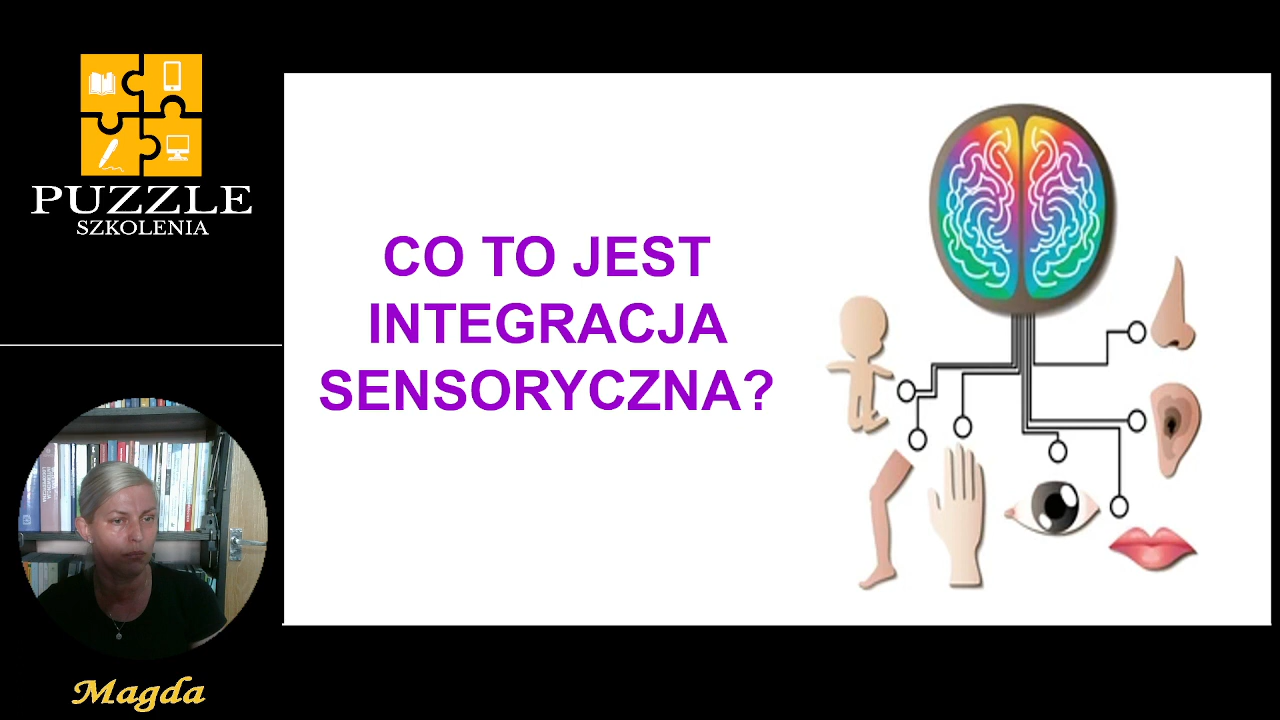 PUZZLE
SZKOLENIA
CO TO JEST
INTEGRACJA
SENSORYCZNA?
Magda